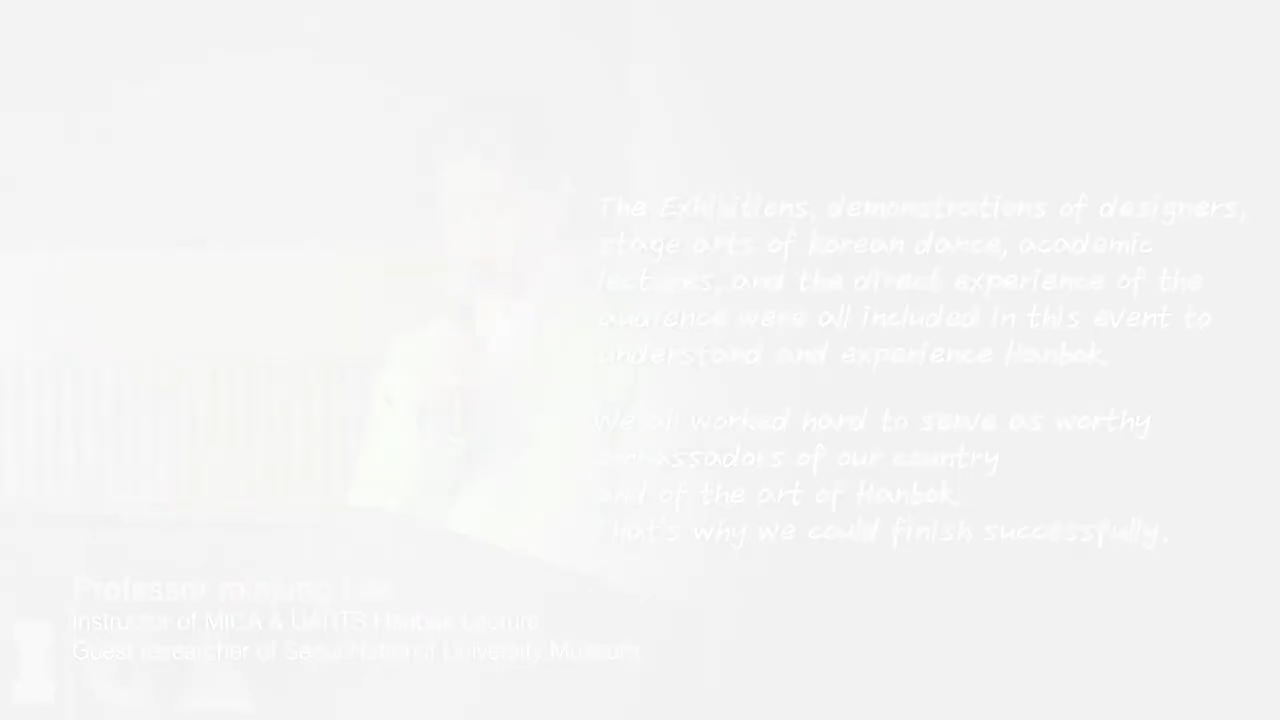 The Exhibitions, demonstrations of designers,
stage arts of korean dance, academic
lectures, and the direct experience of the
audience were all included in this event to
understand and experience Hanbok.
We all worked hard to serve as worthy
ambassadors of our country
and of the art of Hanbok.
That's why we could finish successfully.
Professor
Instructor of MICA & UARTS Hanbok Lecture
Guest researcher of Seoul National University Museum